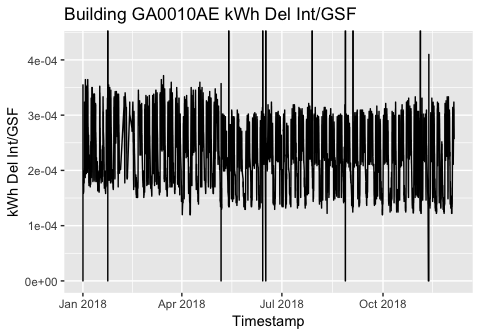 Building GA0010AE kWh Del Int/GSF
kWh Del Int/GSF
4e-04
3e-04
2e-04
1e-04
0e+00
Jan 2018 Apr 2018 Jul 2018 Oct 2018
Timestamp